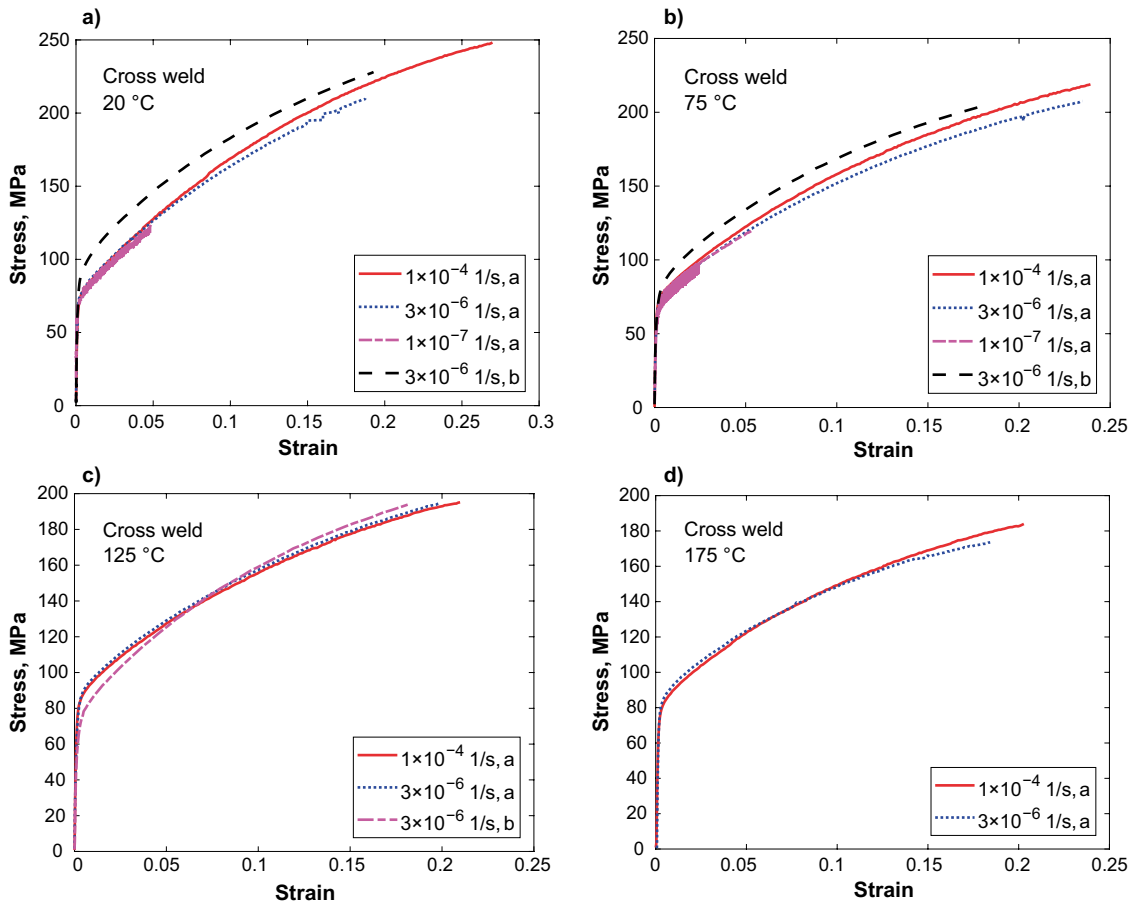 a)
250
200
150
100
50
0
Stress, MPa
Cross weld
20 °C
1×10⁻⁴ 1/s, a
3×10⁻⁶ 1/s, a
1×10⁻⁷ 1/s, a
3×10⁻⁶ 1/s, b
0 0.05 0.1 0.15 0.2 0.25 0.3
Strain
b)
250
200
150
100
50
0
Stress, MPa
Cross weld
75 °C
1×10⁻⁴ 1/s, a
3×10⁻⁶ 1/s, a
1×10⁻⁷ 1/s, a
3×10⁻⁶ 1/s, b
0 0.05 0.1 0.15 0.2 0.25
Strain
c)
200
180
160
140
120
100
80
60
40
20
0
Stress, MPa
Cross weld
125 °C
1×10⁻⁴ 1/s, a
3×10⁻⁶ 1/s, a
3×10⁻⁶ 1/s, b
0 0.05 0.1 0.15 0.2 0.25
Strain
d)
200
180
160
140
120
100
80
60
40
20
0
Stress, MPa
Cross weld
175 °C
1×10⁻⁴ 1/s, a
3×10⁻⁶ 1/s, a
0 0.05 0.1 0.15 0.2 0.25
Strain